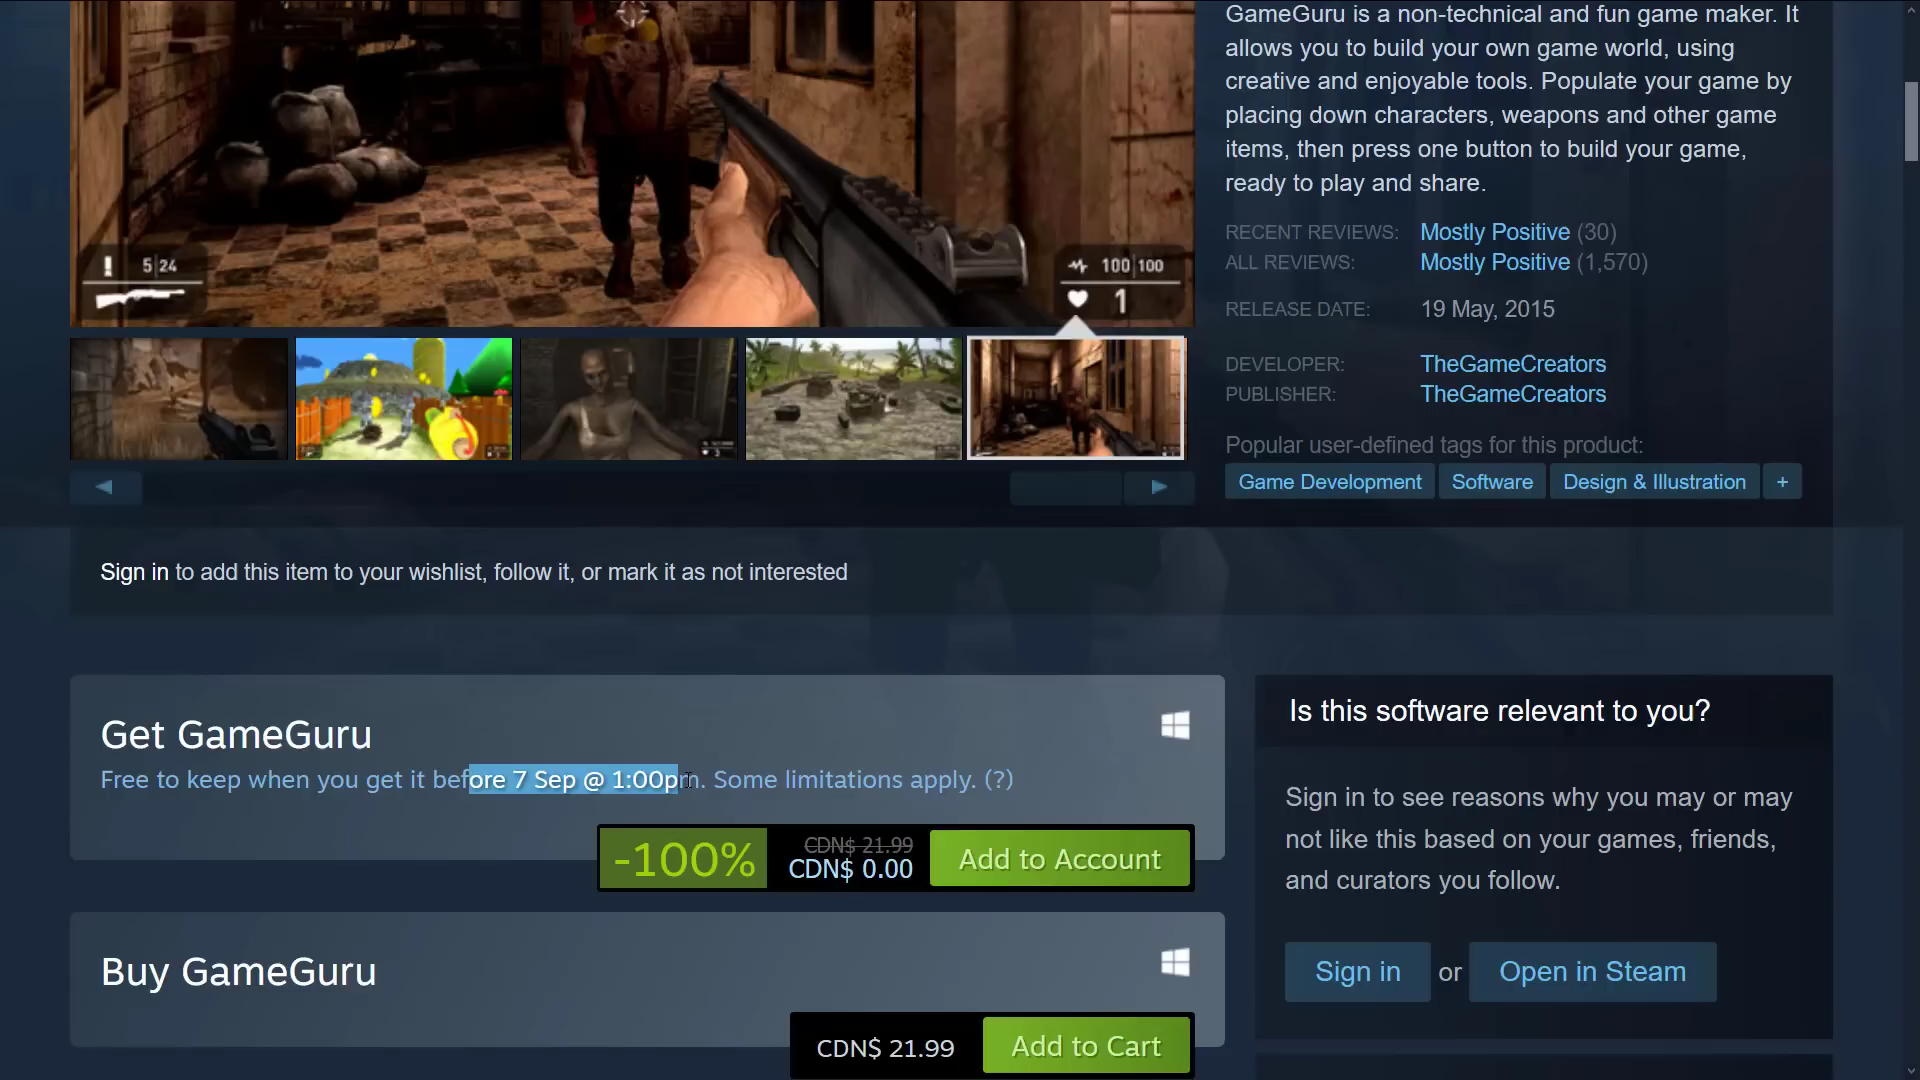 GameGuru is a non-technical and fun game maker. It
allows you to build your own game world, using
creative and enjoyable tools. Populate your game by
placing down characters, weapons and other game
items, then press one button to build your game,
ready to play and share.
5|24
100|100
1
RECENT REVIEWS: Mostly Positive (30)
ALL REVIEWS: Mostly Positive (1,570)
RELEASE DATE: 19 May, 2015
DEVELOPER: TheGameCreators
PUBLISHER: TheGameCreators
Popular user-defined tags for this product:
Game Development Software Design & Illustration +
Sign in to add this item to your wishlist, follow it, or mark it as not interested
Get GameGuru
Free to keep when you get it before 7 Sep @ 1:00pm. Some limitations apply. (?)
-100%
CDN$ 21.99
CDN$ 0.00
Add to Account
Buy GameGuru
CDN$ 21.99
Add to Cart
Is this software relevant to you?
Sign in to see reasons why you may or may
not like this based on your games, friends,
and curators you follow.
Sign in or Open in Steam